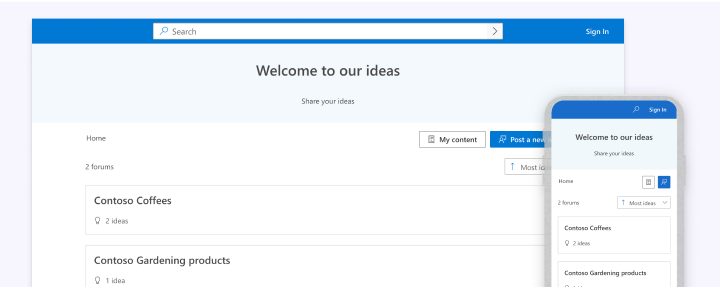 Search
Sign In
Welcome to our ideas
Share your ideas
Home
My content
Post a new
2 forums
Most
Contoso Coffees
2 ideas
Contoso Gardening products
1 idea
Sign In
Welcome to our ideas
Share your ideas
Home
2 forums
Most ideas
Contoso Coffees
2 ideas
Contoso Gardening products